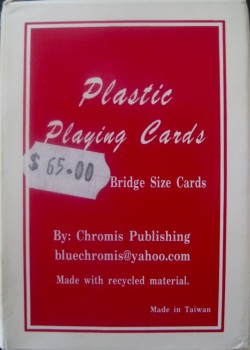 Plastic
Playing Cards
$ 65.00
Bridge Size Cards
By: Chromis Publishing
bluechromis@yahoo.com
Made with recycled material.
Made in Taiwan